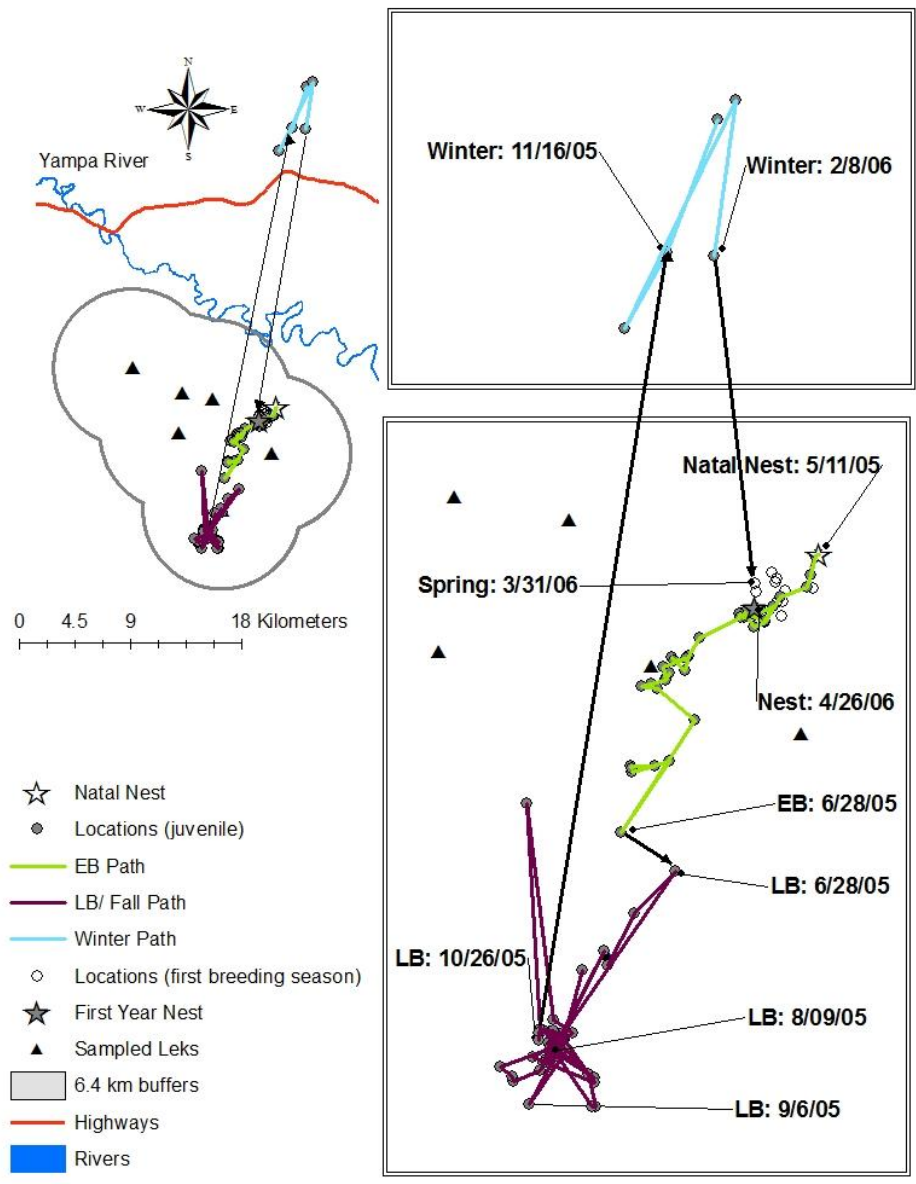 N
W
E
S
Yampa River
Winter: 11/16/05
Winter: 2/8/06
Natal Nest: 5/11/05
Spring: 3/31/06
Nest: 4/26/06
EB: 6/28/05
LB: 6/28/05
LB: 10/26/05
LB: 8/09/05
LB: 9/6/05
0 4.5 9 18 Kilometers
Natal Nest
Locations (juvenile)
EB Path
LB/ Fall Path
Winter Path
Locations (first breeding season)
First Year Nest
Sampled Leks
6.4 km buffers
Highways
Rivers